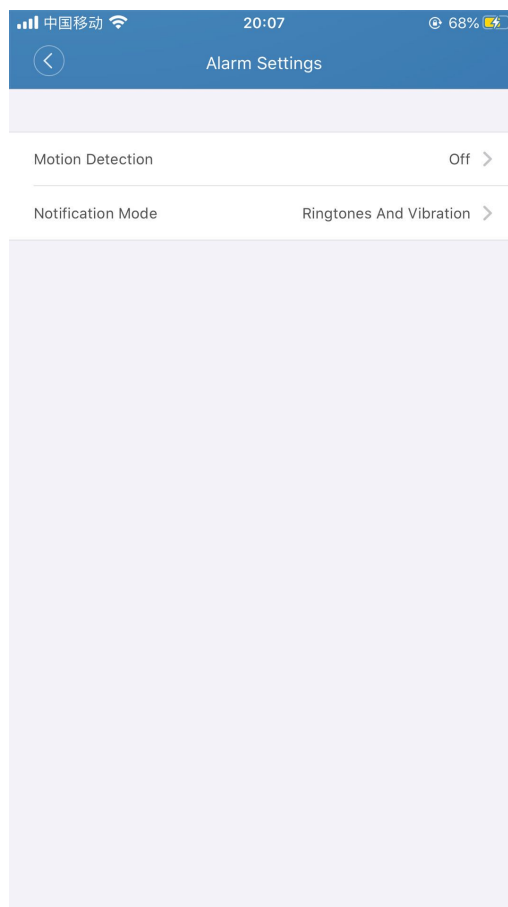 中国移动 20:07 68%
Alarm Settings
Motion Detection Off
Notification Mode Ringtones And Vibration